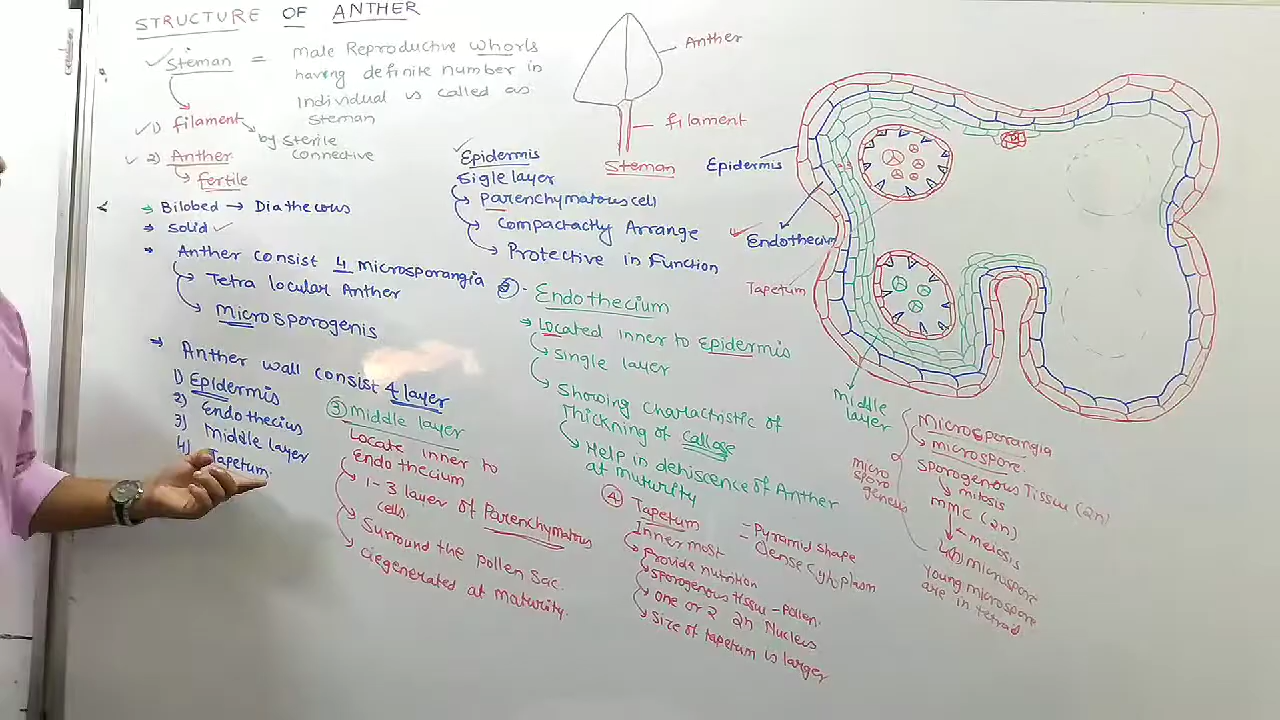 STRUCTURE OF ANTHER
Steman = male Reproductive whorls
having definite number in
Individual is called as
Steman
1) filament
by sterile
connective
2) Anther
fertile
Bilobed → Diathecous
Solid
Anther consist 4 microsporangia
Tetra locular Anther
microsporogenis
→ Anther wall consist 4 layer
1) Epidermis
2) Endothecius
3) Middle layer
4) Tapetum
Epidermis
Sigle layer
parenchymatous cell
Compactactly Arrange
Protective in Function
② Endothecium
→ Located inner to Epidermis
Single layer
Showing Charlactristic of
Thickning of callose
Help in dehiscence of Anther
at maturity
③ middle layer
Locate inner to
Endo thecium
1-3 layer of Parenchymatous
cells.
Surround the pollen Sac.
degenerated at maturity.
④ Tapetum
- Pyramid shape
- Dense Cytoplasm
Innermost
Provide nutrition
Sporogenous tissue - pollen.
one or 2 2n Nucleus
Size of tapetum is larger
Anther
filament
Steman
Epidermis
Endothecium
Tapetum
middle
layer
microsporangia
microspore.
sporogenous Tissue (2n)
mitosis
MMC (2n)
meiosis
4(n) microspore
Young microspore
are in tetrad
micro
sporo
genesis